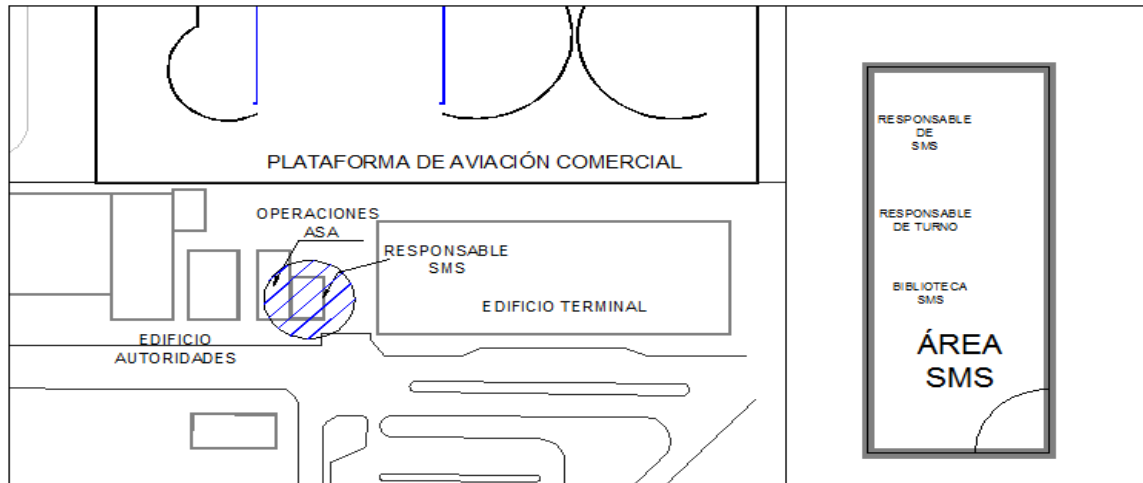 PLATAFORMA DE AVIACIÓN COMERCIAL
OPERACIONES
ASA
RESPONSABLE
SMS
EDIFICIO TERMINAL
EDIFICIO
AUTORIDADES
RESPONSABLE
DE
SMS
RESPONSABLE
DE TURNO
BIBLIOTECA
SMS
ÁREA
SMS